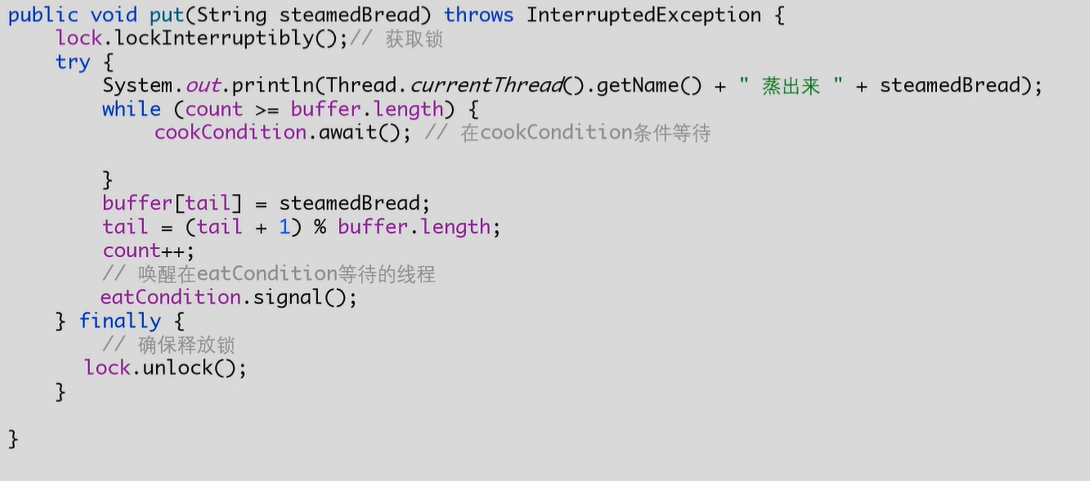 public void put(String steamedBread) throws InterruptedException {
lock.lockInterruptibly();// 获取锁
try {
System.out.println(Thread.currentThread().getName() + " 蒸出来 " + steamedBread);
while (count >= buffer.length) {
cookCondition.await(); // 在cookCondition条件等待
}
buffer[tail] = steamedBread;
tail = (tail + 1) % buffer.length;
count++;
// 唤醒在eatCondition等待的线程
eatCondition.signal();
} finally {
// 确保释放锁
lock.unlock();
}
}